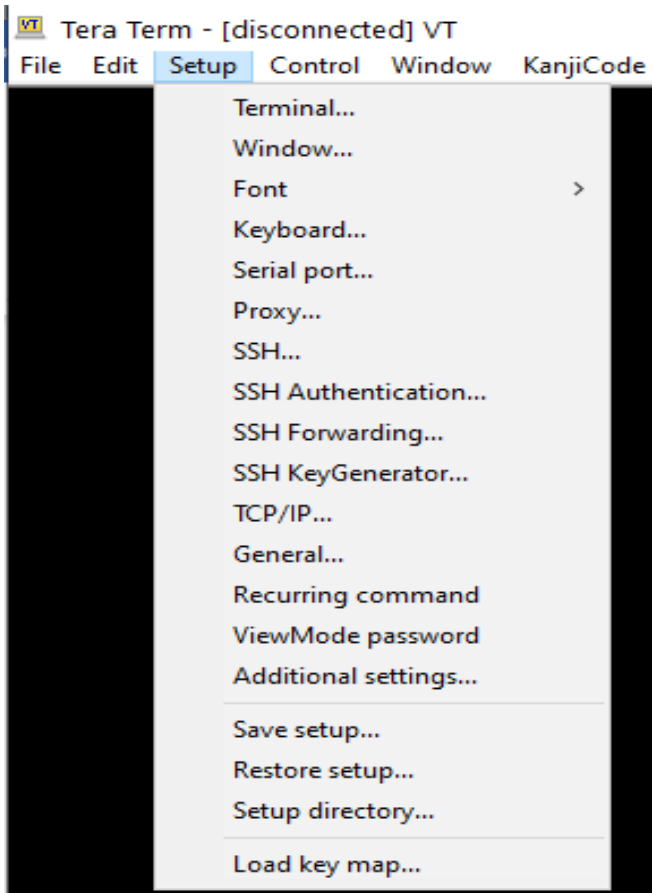 VT Tera Term - [disconnected] VT
File Edit Setup Control Window KanjiCode
Terminal...
Window...
Font >
Keyboard...
Serial port...
Proxy...
SSH...
SSH Authentication...
SSH Forwarding...
SSH KeyGenerator...
TCP/IP...
General...
Recurring command
ViewMode password
Additional settings...
Save setup...
Restore setup...
Setup directory...
Load key map...